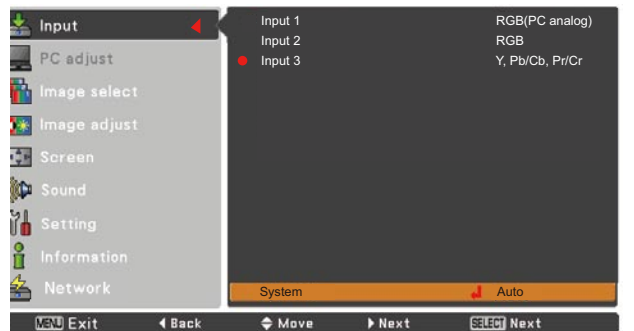 Input
PC adjust
Image select
Image adjust
Screen
Sound
Setting
Information
Network
Input 1 RGB(PC analog)
Input 2 RGB
Input 3 Y, Pb/Cb, Pr/Cr
System Auto
MENU Exit Back Move Next SELECT Next